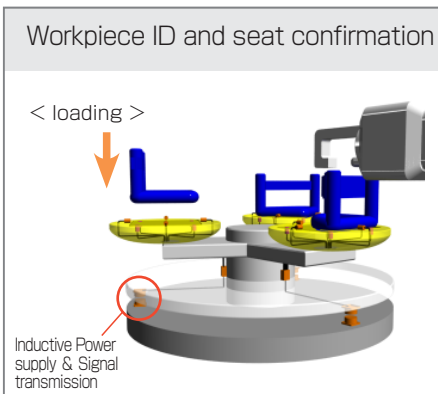 Workpiece ID and seat confirmation
< loading >
Inductive Power
supply & Signal
transmission